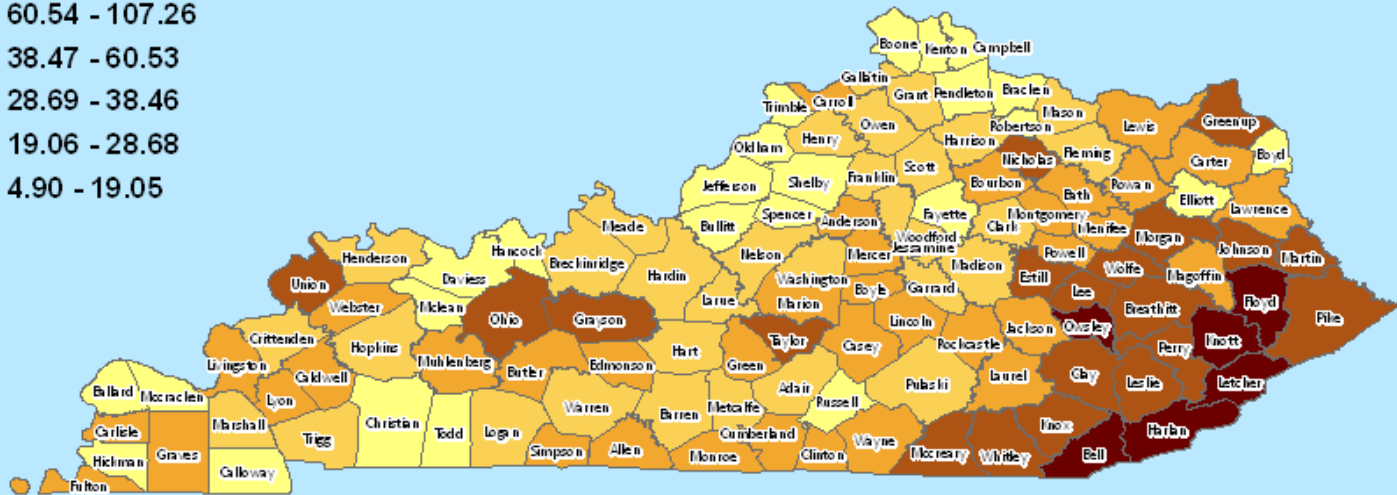 60.54 - 107.26
38.47 - 60.53
28.69 - 38.46
19.06 - 28.68
4.90 - 19.05
Boone Kenton Campbell
Gallatin
Grant Pendleton Bracken
Trimble Carroll
Mason
Owen
Robertson
Lewis
Greenup
Henry
Oldham
Harrison
Nicholas
Fleming
Boyd
Carter
Scott
Franklin
Shelby
Jefferson
Bourbon
Rowan
Bath
Elliott
Lawrence
Fayette
Montgomery
Spencer
Anderson
Bullitt
Clark
Menifee
Woodford
Jessamine
Meade
Hancock
Morgan
Johnson
Martin
Nelson
Mercer
Powell
Henderson
Breckinridge
Madison
Wolfe
Magoffin
Daviess
Hardin
Washington
Estill
Union
Boyle
Garrard
Lee
Floyd
Larue
Marion
Webster
Mclean
Breathitt
Pike
Ohio
Grayson
Lincoln
Jackson
Owsley
Taylor
Casey
Rockcastle
Knott
Crittenden
Hopkins
Perry
Hart
Livingston
Muhlenberg
Edmonson
Green
Butler
Laurel
Clay
Caldwell
Leslie
Letcher
Adair
Pulaski
Ballard
Mccracken
Lyon
Russell
Warren
Metcalfe
Barren
Marshall
Christian
Knox
Carlisle
Todd
Logan
Cumberland
Harlan
Trigg
Wayne
Graves
Simpson
Allen
Monroe
Clinton
Mccreary
Whitley
Bell
Hickman
Calloway
Fulton